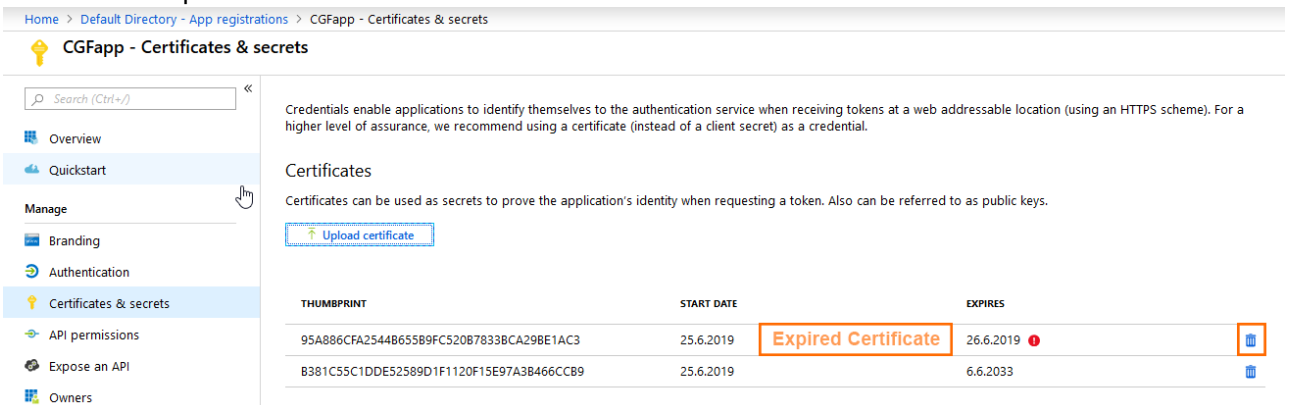 Home > Default Directory - App registrations > CGFapp - Certificates & secrets
CGFapp - Certificates & secrets
Search (Ctrl+/)
«
Overview
Quickstart
Manage
Branding
Authentication
Certificates & secrets
API permissions
Expose an API
Owners
Credentials enable applications to identify themselves to the authentication service when receiving tokens at a web addressable location (using an HTTPS scheme). For a
higher level of assurance, we recommend using a certificate (instead of a client secret) as a credential.
Certificates
Certificates can be used as secrets to prove the application's identity when requesting a token. Also can be referred to as public keys.
Upload certificate
THUMBPRINT START DATE EXPIRES
95A886CFA2544B655B9FC520B7833BCA29BE1AC3 25.6.2019 Expired Certificate 26.6.2019
B381C55C1DDE52589D1F1120F15E97A3B466CCB9 25.6.2019 6.6.2033